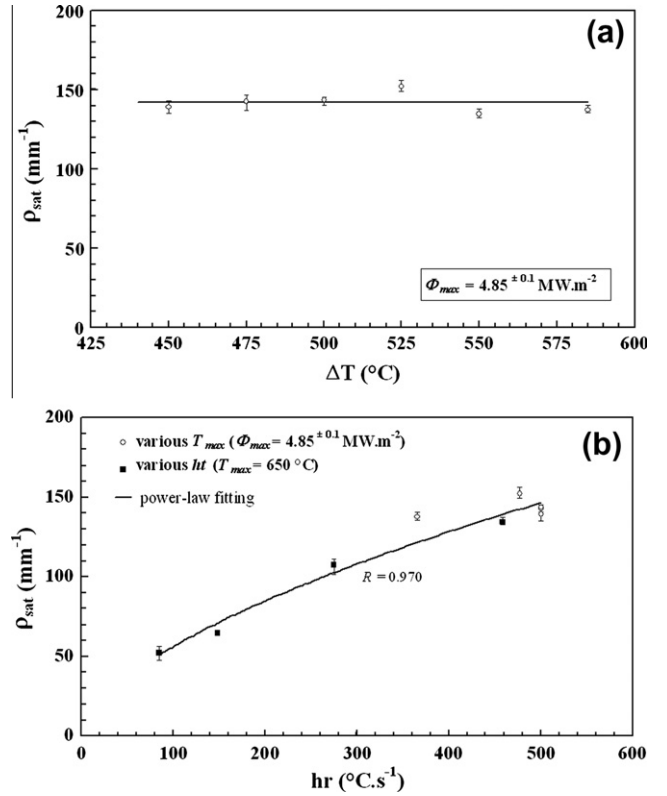 200
(a)
150
100
50
0
ρsat (mm-1)
Φmax = 4.85 ±0.1 MW.m-2
425 450 475 500 525 550 575 600
ΔT (°C)
200
(b)
various Tmax (Φmax = 4.85 ±0.1 MW.m-2)
various ht (Tmax = 650 °C)
power-law fitting
150
100
50
0
ρsat (mm-1)
R = 0.970
0 100 200 300 400 500 600
hr (°C.s-1)